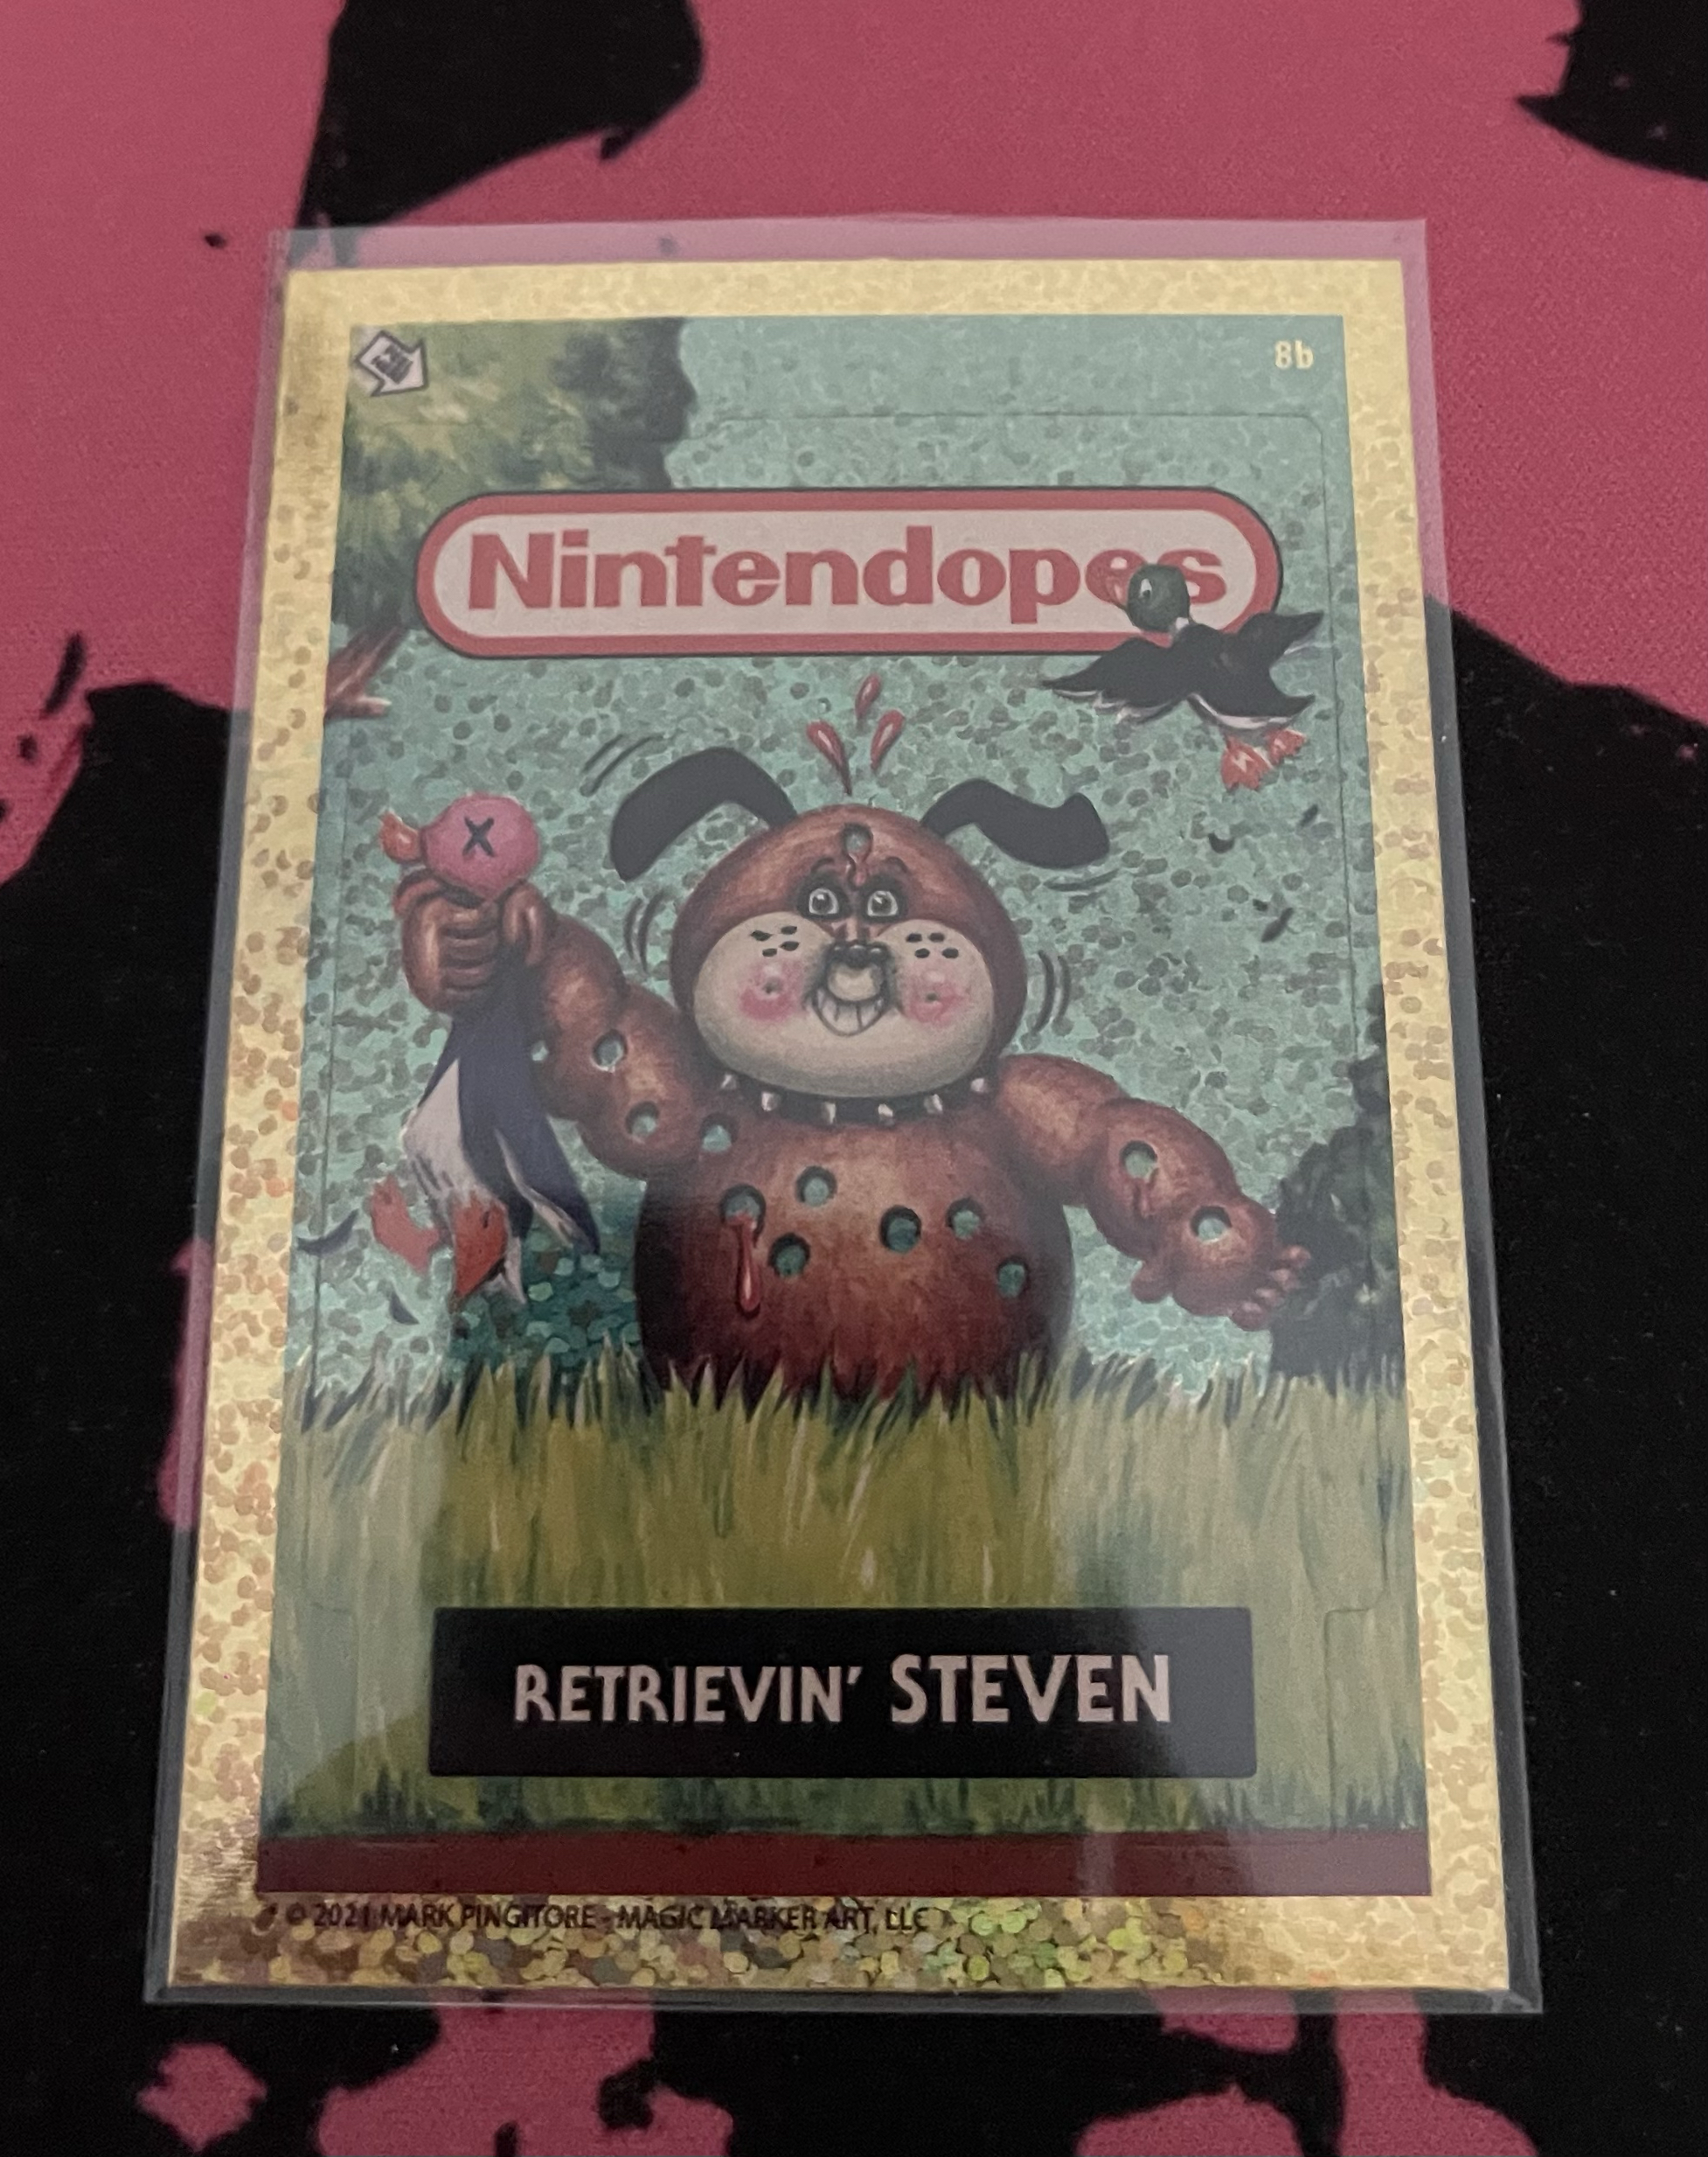 8b
Nintendopes
RETRIEVIN' STEVEN
© 2021 MARK PINGITORE - MAGIC MARKER ART, LLC